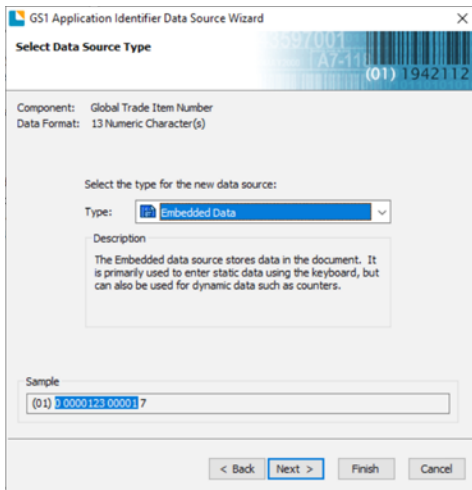 GS1 Application Identifier Data Source Wizard
Select Data Source Type
3597001
A7-11
(01) 1942112
Component: Global Trade Item Number
Data Format: 13 Numeric Character(s)
Select the type for the new data source:
Type: Embedded Data
Description
The Embedded data source stores data in the document. It
is primarily used to enter static data using the keyboard, but
can also be used for dynamic data such as counters.
Sample
(01) 0 0000123 00001 7
< Back Next > Finish Cancel